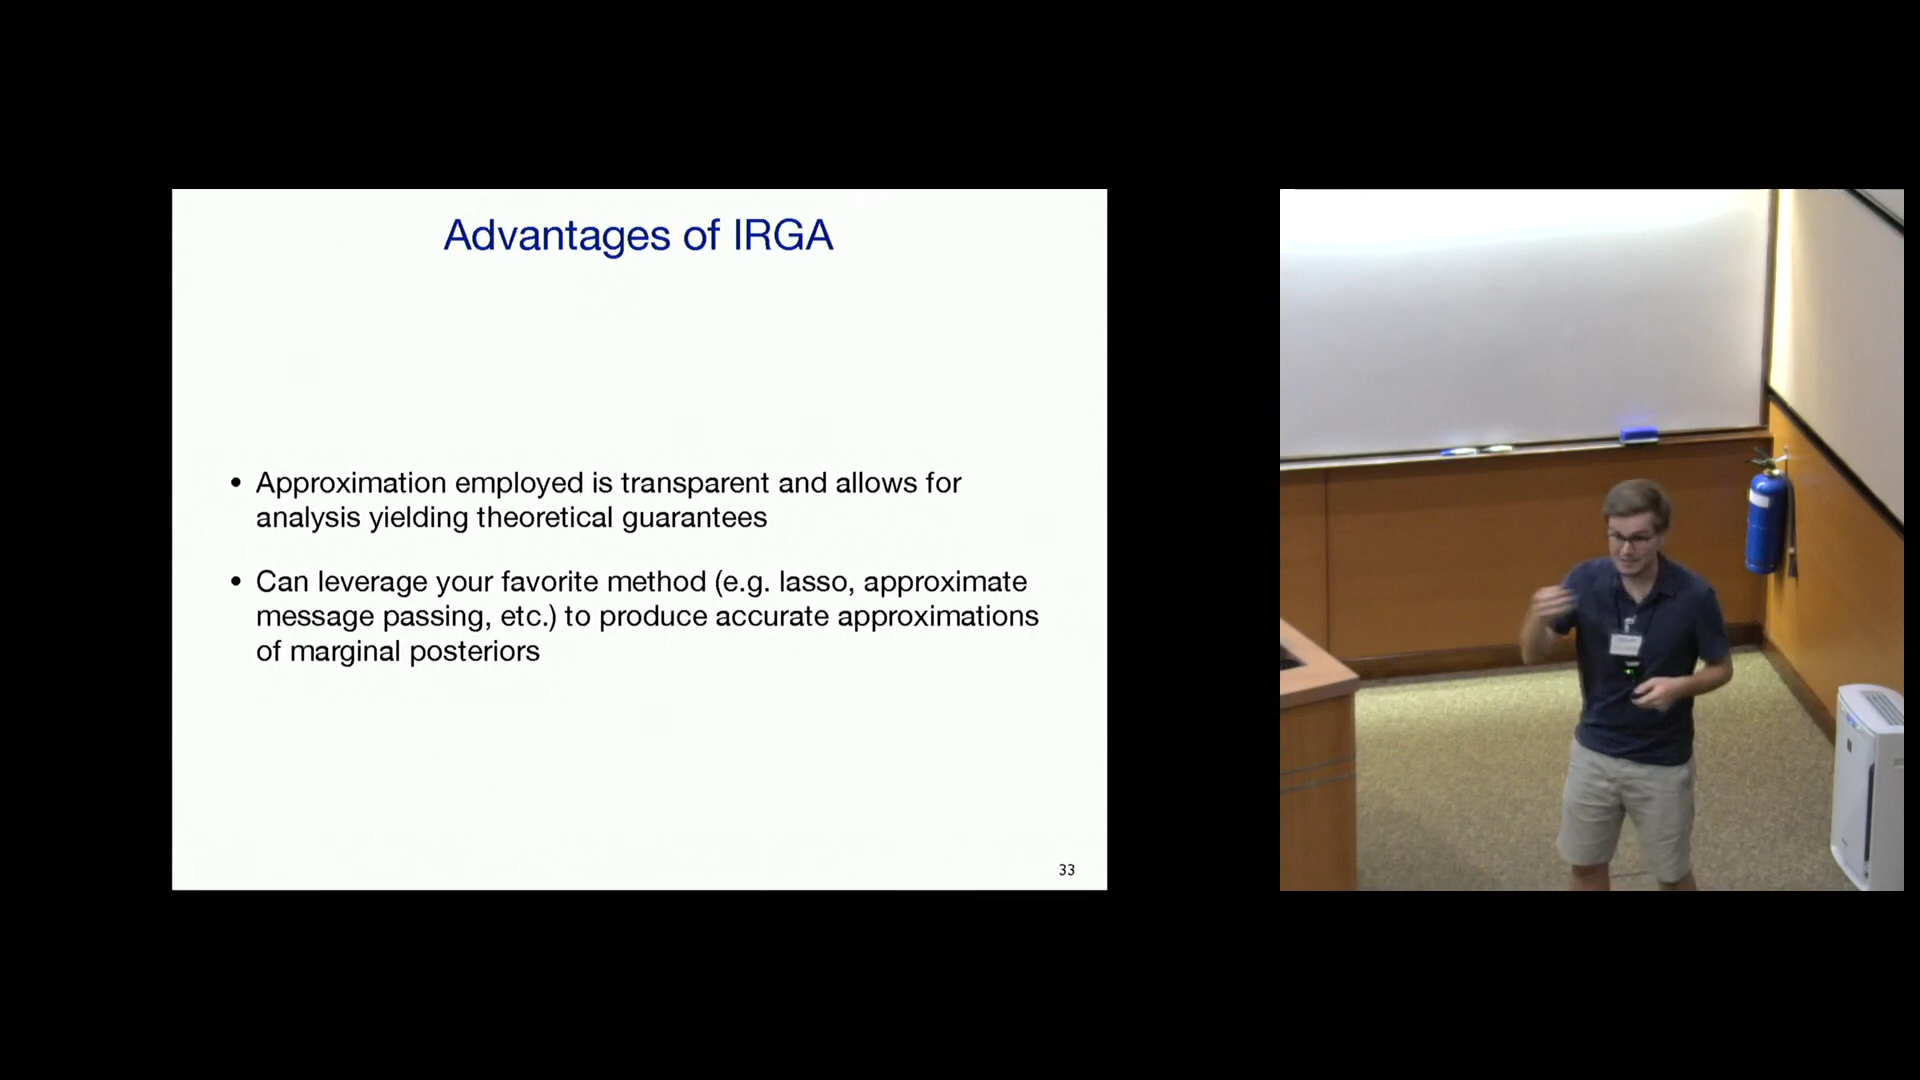 Advantages of IRGA
• Approximation employed is transparent and allows for
analysis yielding theoretical guarantees
• Can leverage your favorite method (e.g. lasso, approximate
message passing, etc.) to produce accurate approximations
of marginal posteriors
33